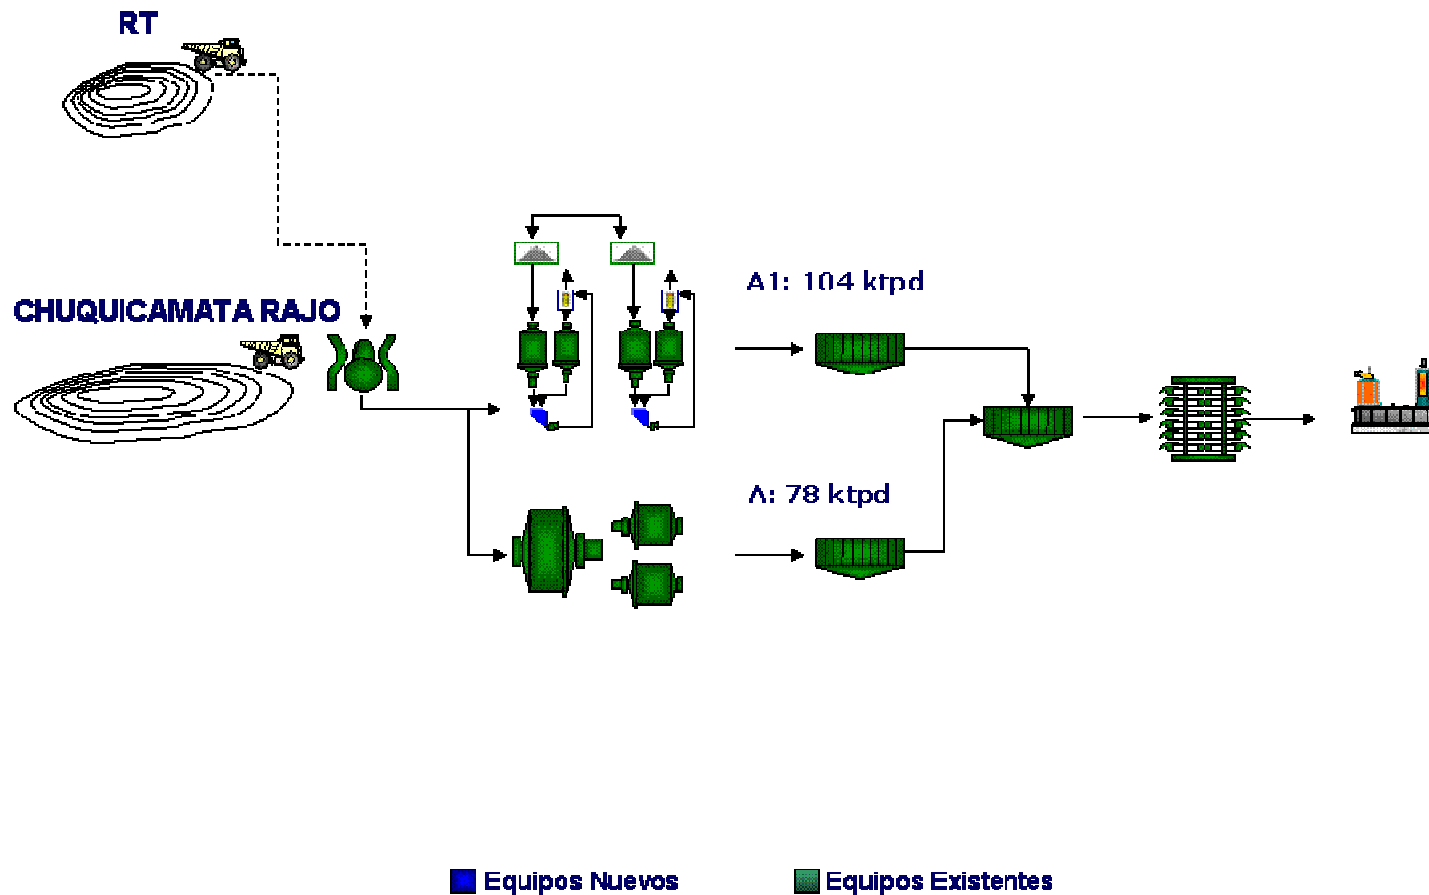 RT
CHUQUICAMATA RAJO
A1: 104 ktpd
A: 78 ktpd
Equipos Nuevos
Equipos Existentes